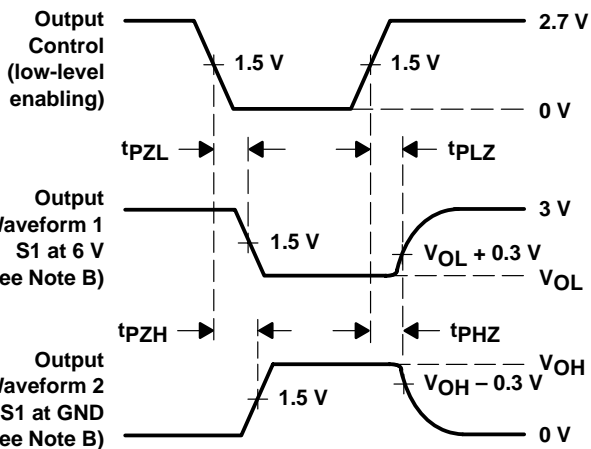 Output
Control
(low-level
enabling)
2.7 V
1.5 V
1.5 V
0 V
tPZL
tPLZ
Output
Waveform 1
S1 at 6 V
ee Note B)
3 V
1.5 V
VOL + 0.3 V
VOL
tPZH
tPHZ
Output
Waveform 2
S1 at GND
ee Note B)
VOH
1.5 V
VOH – 0.3 V
0 V